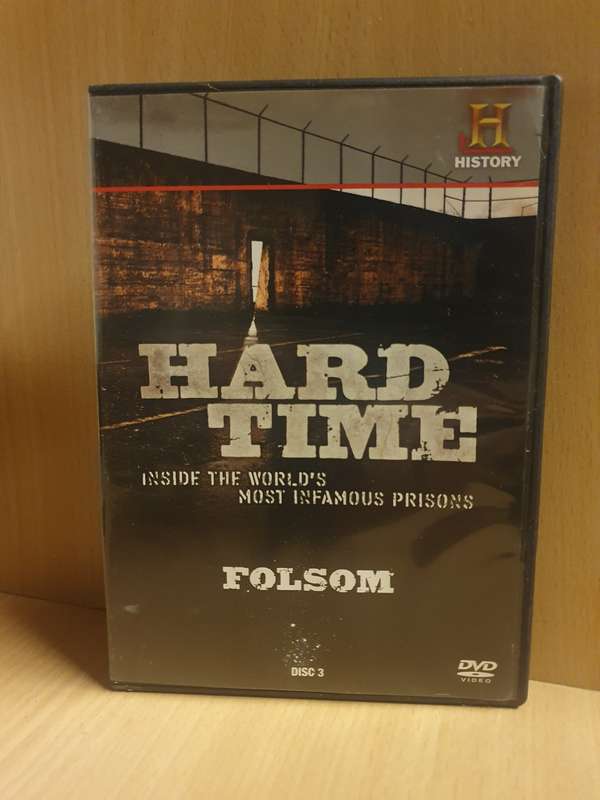 H
HISTORY
HARD
TIME
INSIDE THE WORLD'S
MOST INFAMOUS PRISONS
FOLSOM
DISC 3
DVD
VIDEO